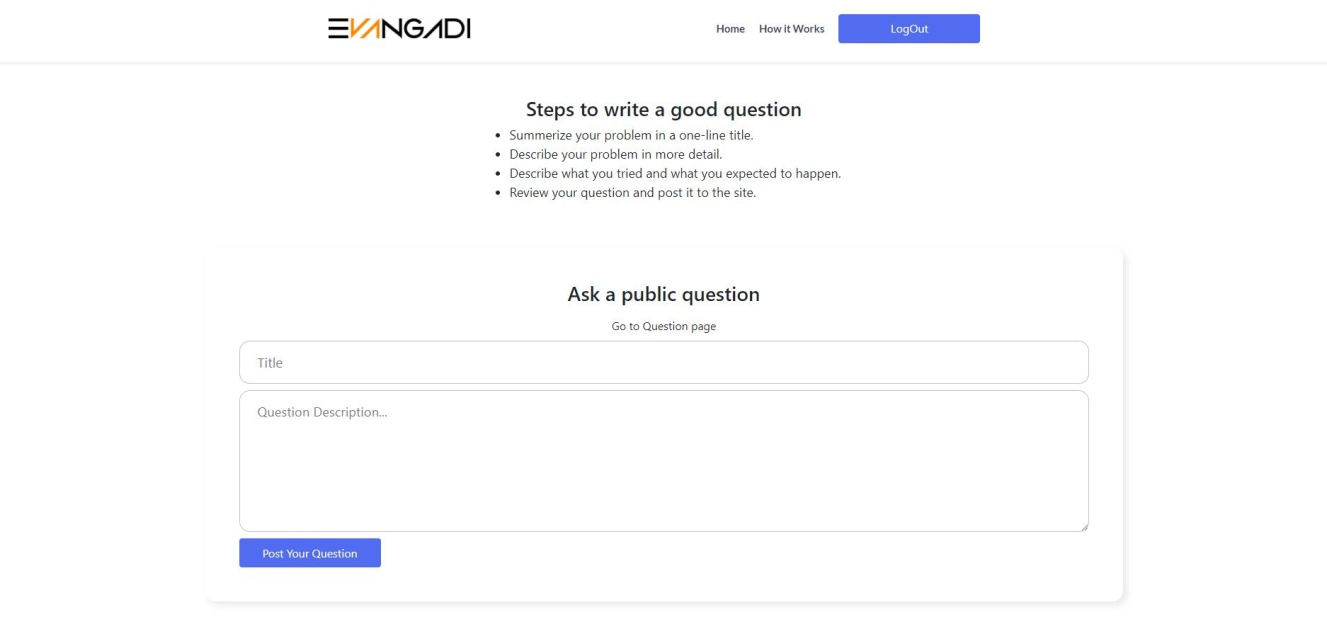 EVANGADI
Home How it Works LogOut
Steps to write a good question
• Summerize your problem in a one-line title.
• Describe your problem in more detail.
• Describe what you tried and what you expected to happen.
• Review your question and post it to the site.
Ask a public question
Go to Question page
Title
Question Description...
Post Your Question